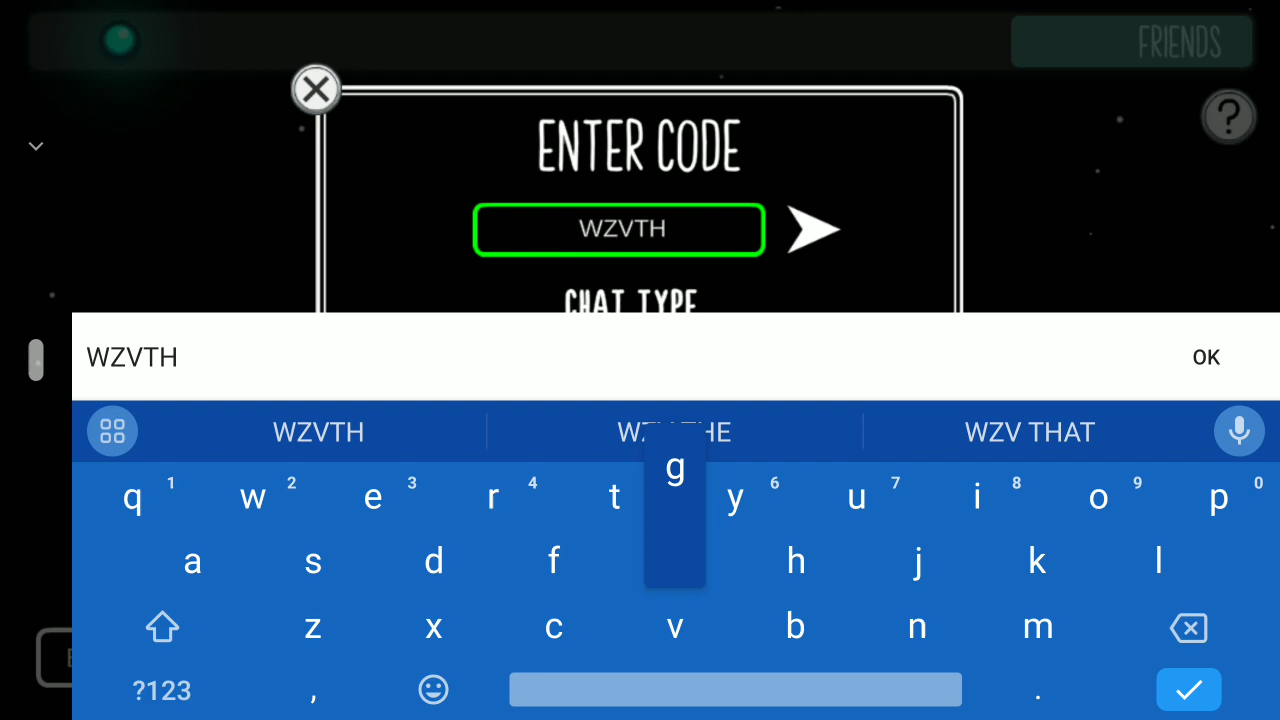 FRIENDS
?
ENTER CODE
WZVTH
CHAT TYPE
WZVTH
OK
WZVTH
WZV THAT
g
q 1 w 2 e 3 r 4 t y 6 u 7 i 8 o 9 p 0
a s d f h j k l
z x c v b n m
?123 , .